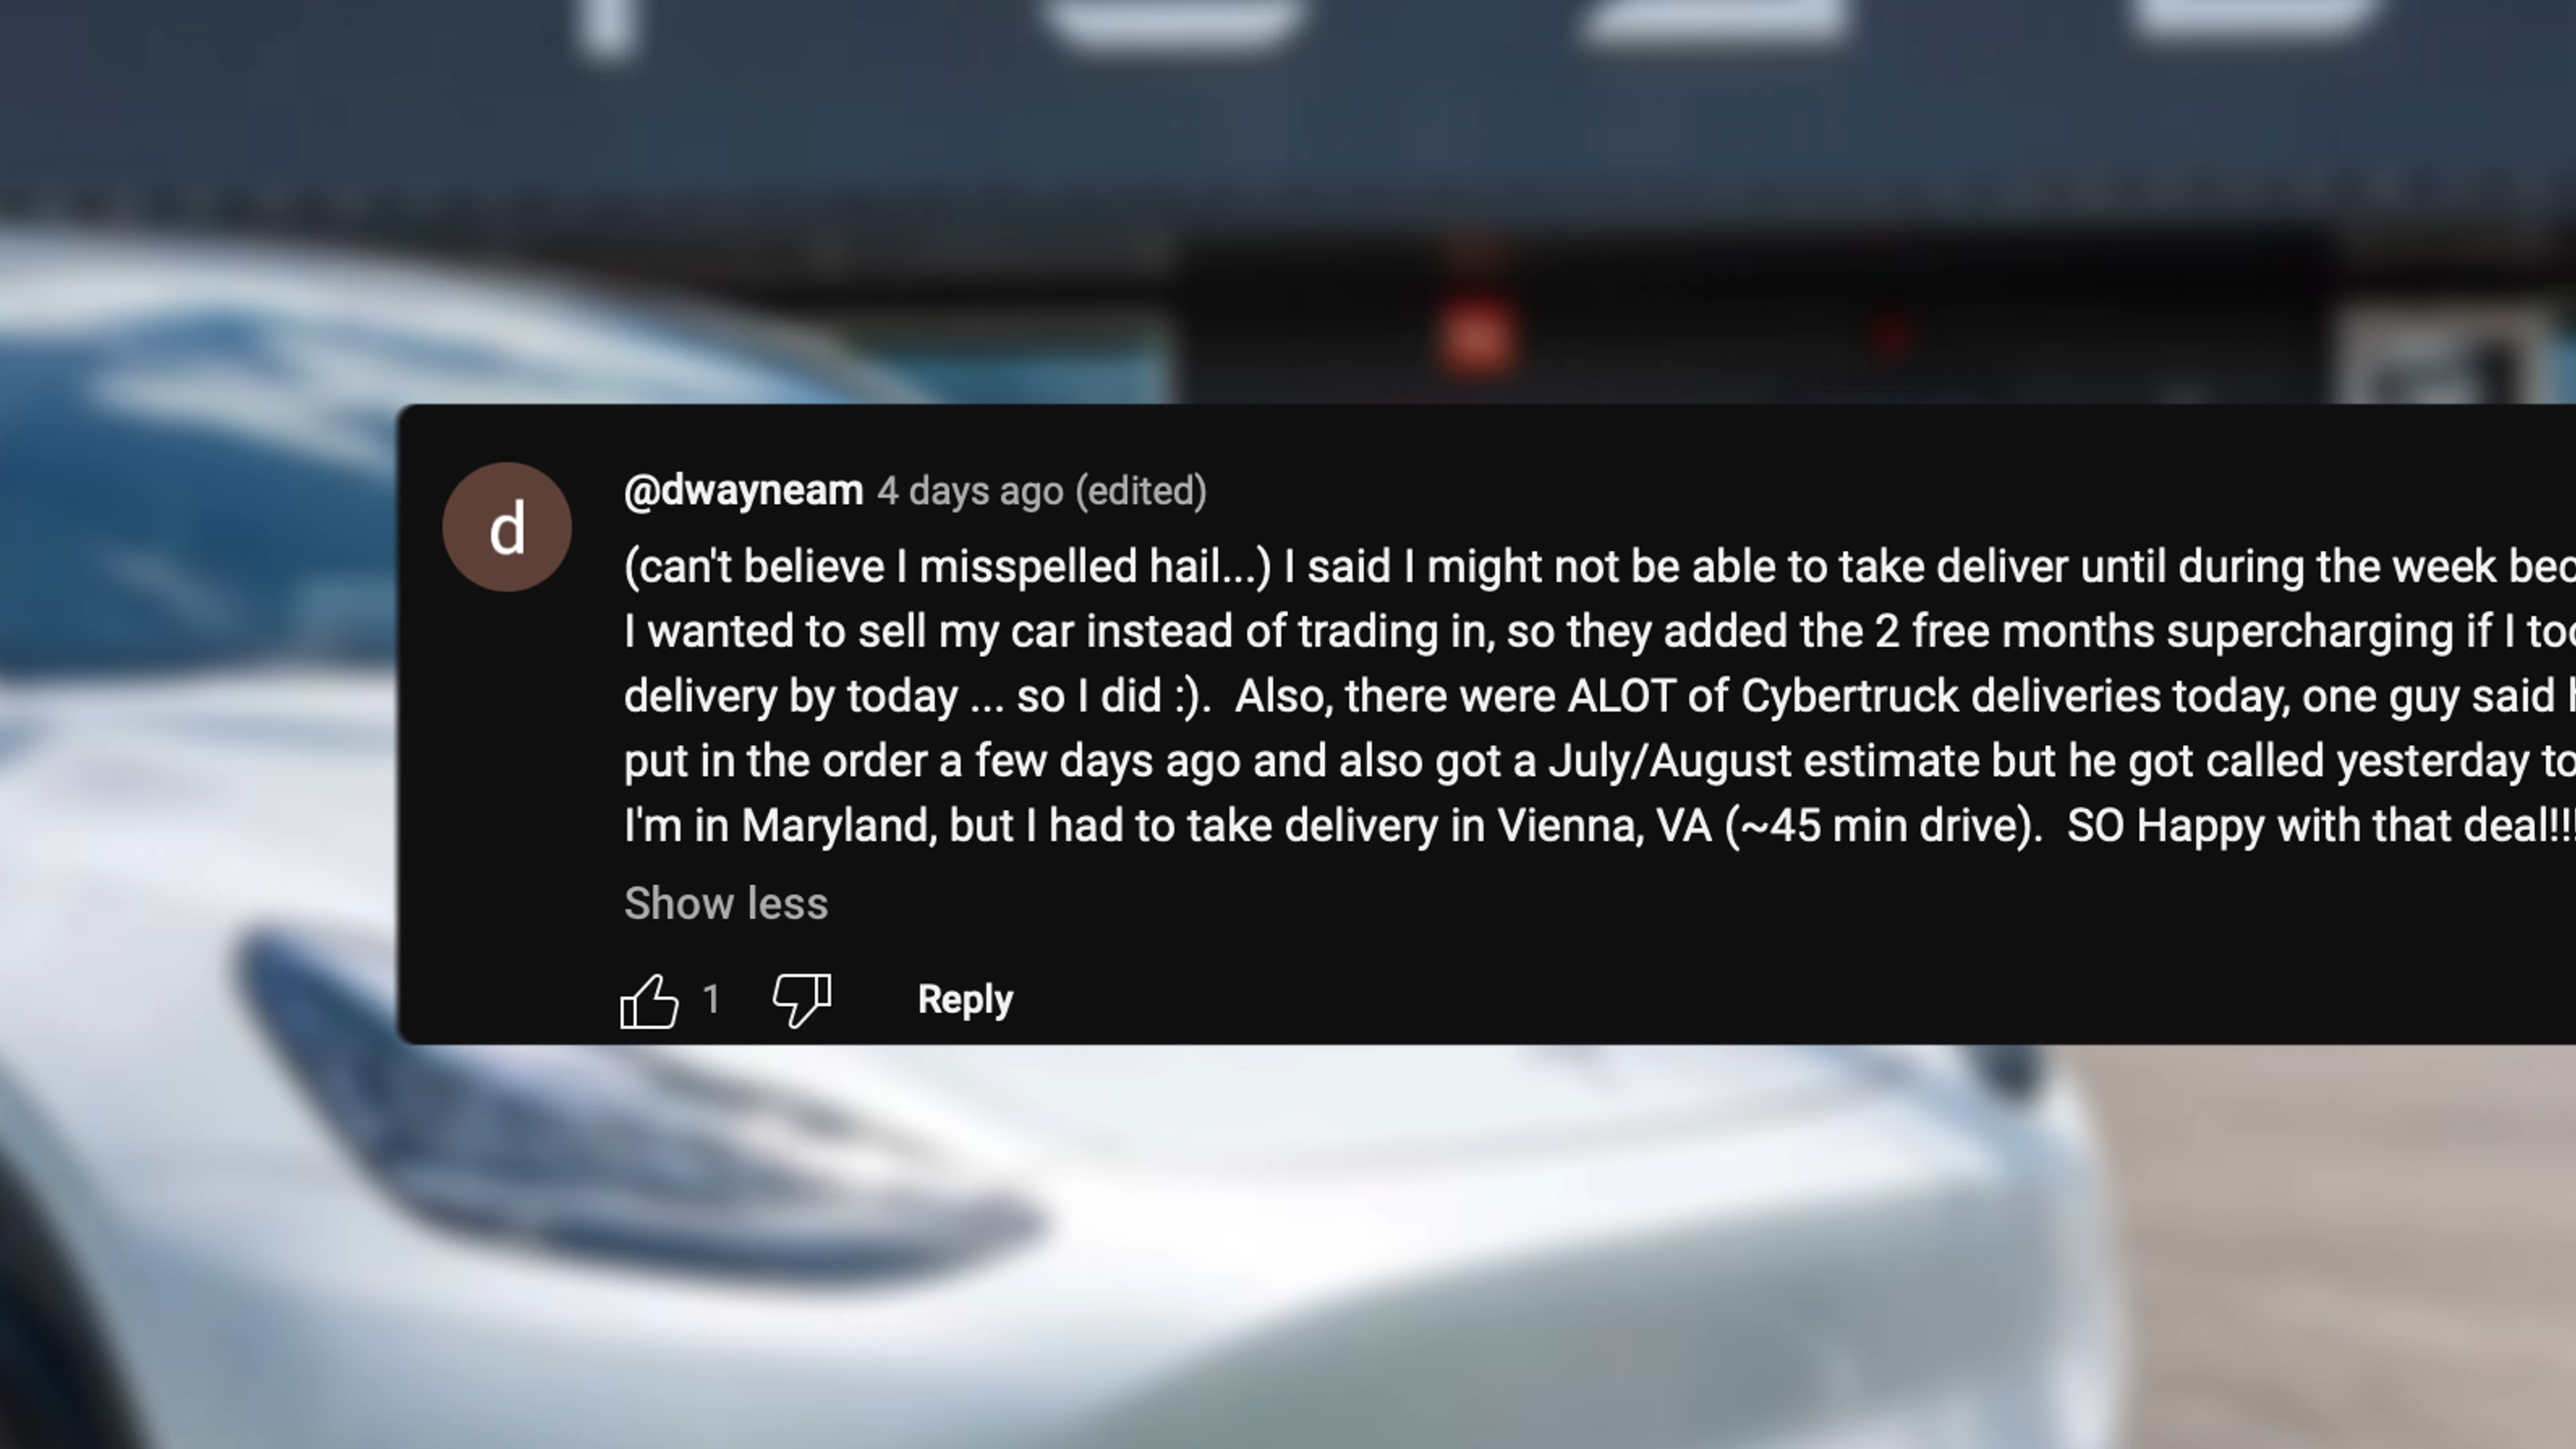 d
@dwayneam 4 days ago (edited)
(can't believe I misspelled hail...) I said I might not be able to take deliver until during the week
I wanted to sell my car instead of trading in, so they added the 2 free months supercharging if I
delivery by today ... so I did :). Also, there were ALOT of Cybertruck deliveries today, one guy said
put in the order a few days ago and also got a July/August estimate but he got called yesterday to
I'm in Maryland, but I had to take delivery in Vienna, VA (~45 min drive). SO Happy with that deal!!!
Show less
1 Reply